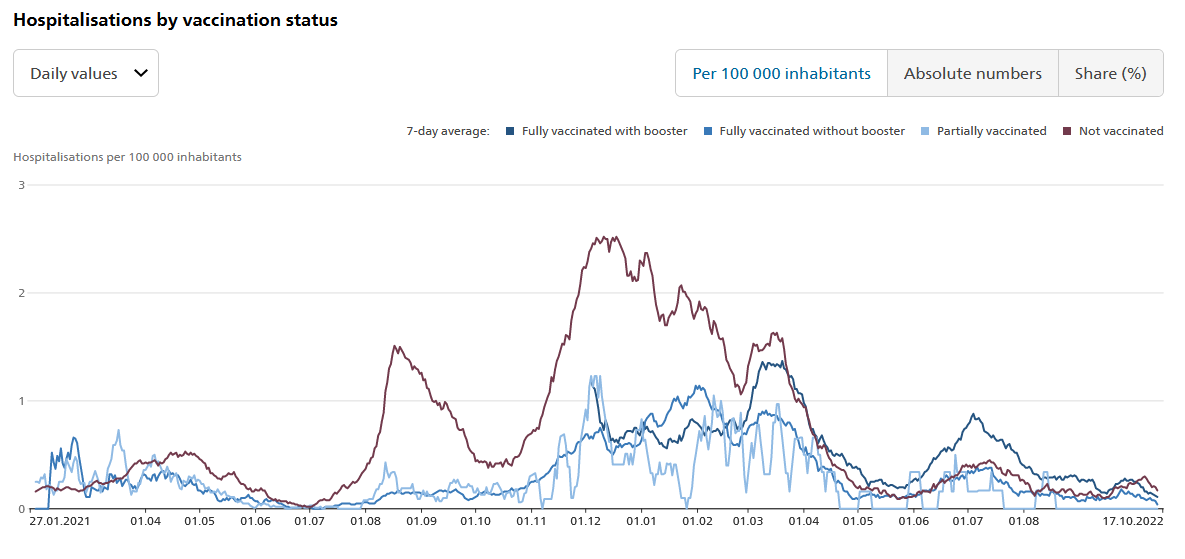 Hospitalisations by vaccination status
Daily values
Per 100 000 inhabitants Absolute numbers Share (%)
7-day average: Fully vaccinated with booster Fully vaccinated without booster Partially vaccinated Not vaccinated
Hospitalisations per 100 000 inhabitants
3
2
1
0
27.01.2021 01.04 01.05 01.06 01.07 01.08 01.09 01.10 01.11 01.12 01.01 01.02 01.03 01.04 01.05 01.06 01.07 01.08 17.10.2022